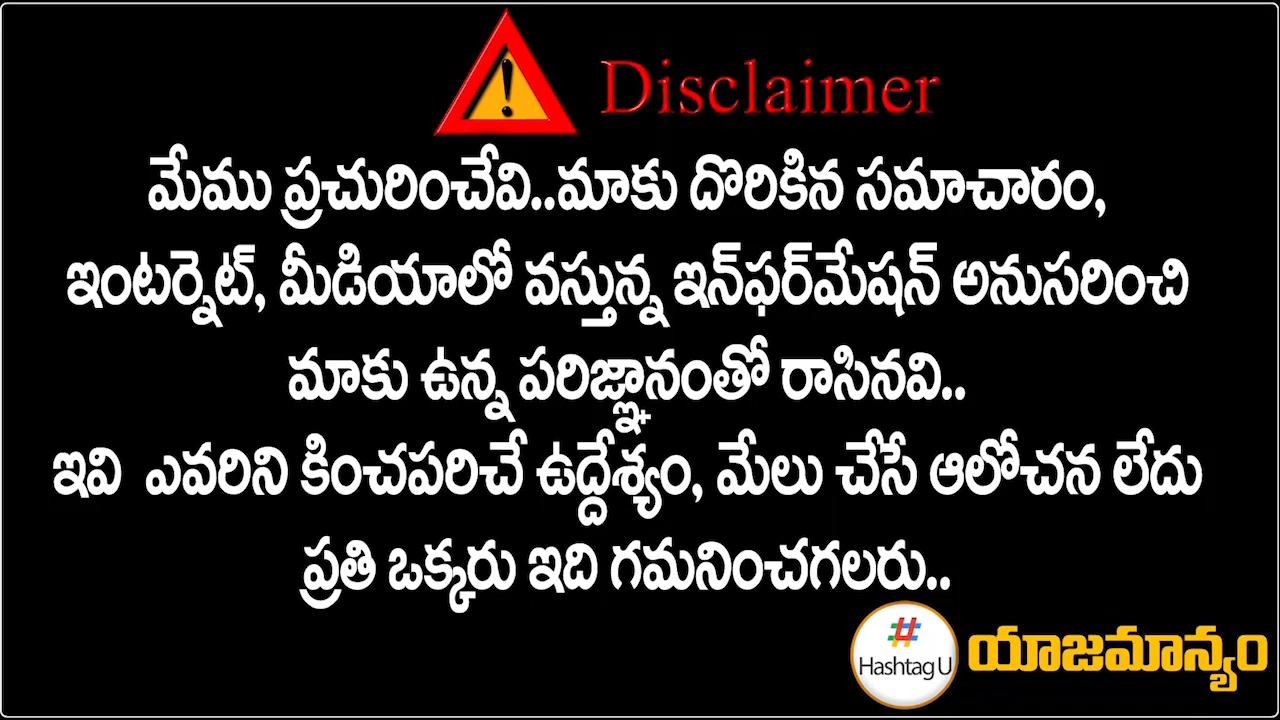 Disclaimer
మేము ప్రచురించేవి..మాకు దొరికిన సమాచారం,
ఇంటర్నెట్, మీడియాలో వస్తున్న ఇన్‌ఫర్‌మేషన్ అనుసరించి
మాకు ఉన్న పరిజ్ఞానంతో రాసినవి..
ఇవి ఎవరిని కించపరిచే ఉద్దేశ్యం, మేలు చేసే ఆలోచన లేదు
ప్రతి ఒక్కరు ఇది గమనించగలరు..
#
Hashtag U
యాజమాన్యం